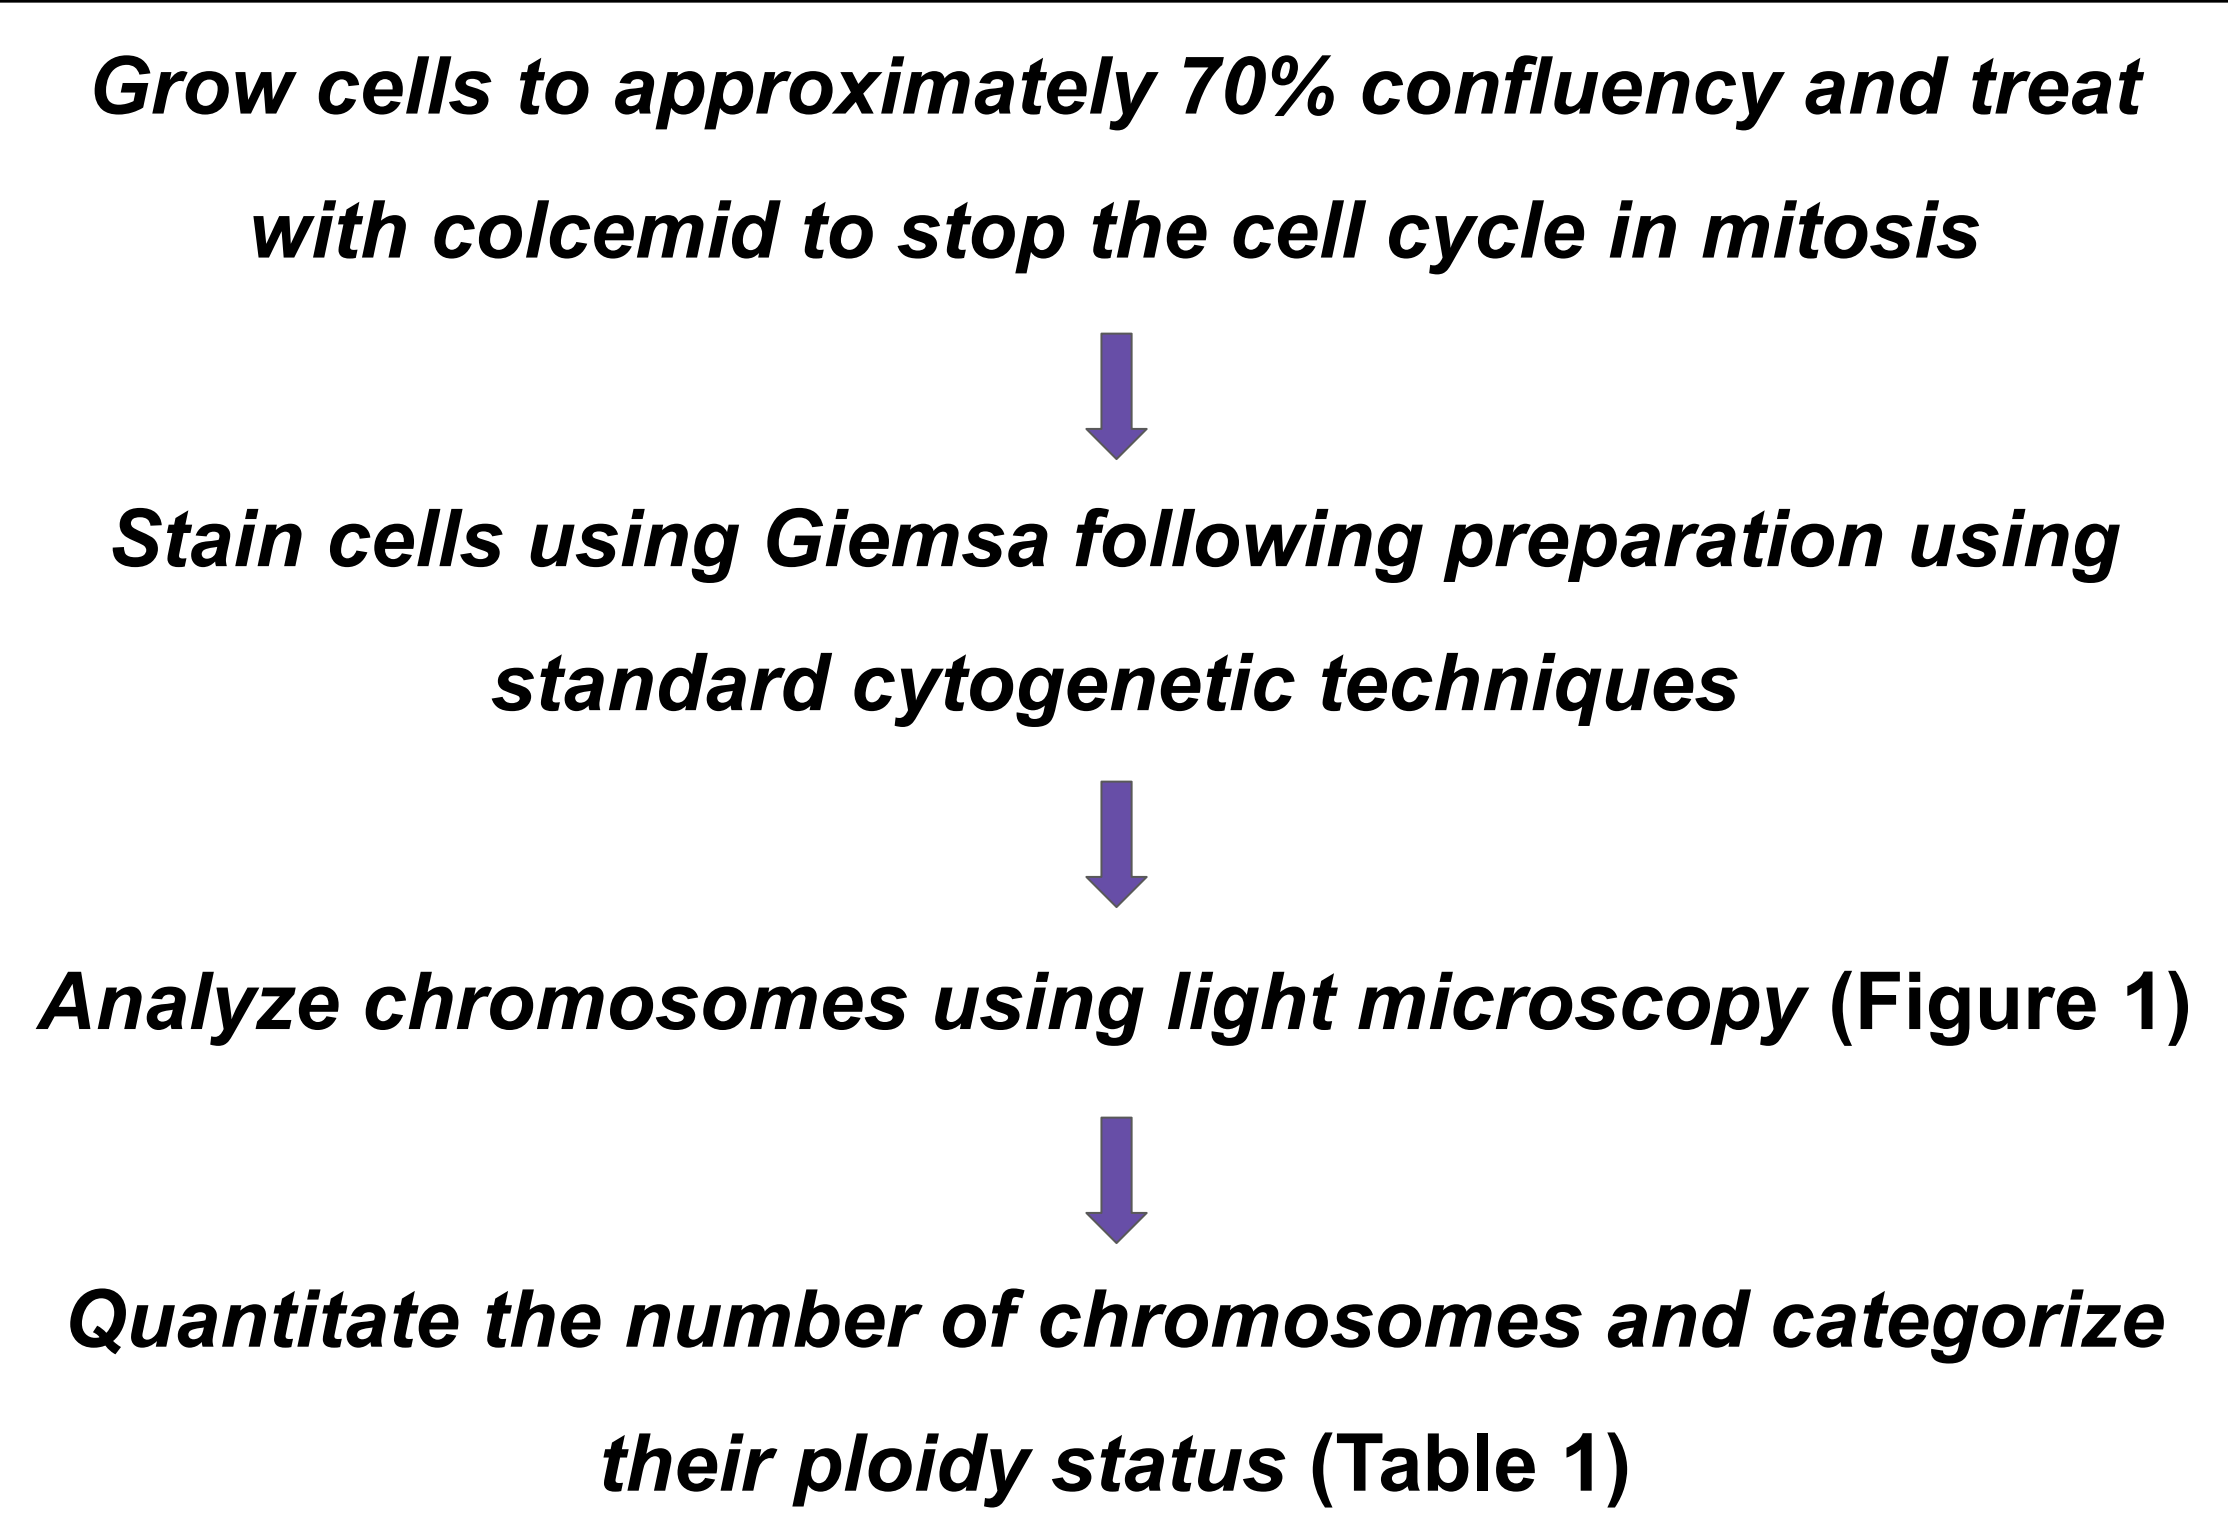 Grow cells to approximately 70% confluency and treat
with colcemid to stop the cell cycle in mitosis
Stain cells using Giemsa following preparation using
standard cytogenetic techniques
Analyze chromosomes using light microscopy (Figure 1)
Quantitate the number of chromosomes and categorize
their ploidy status (Table 1)